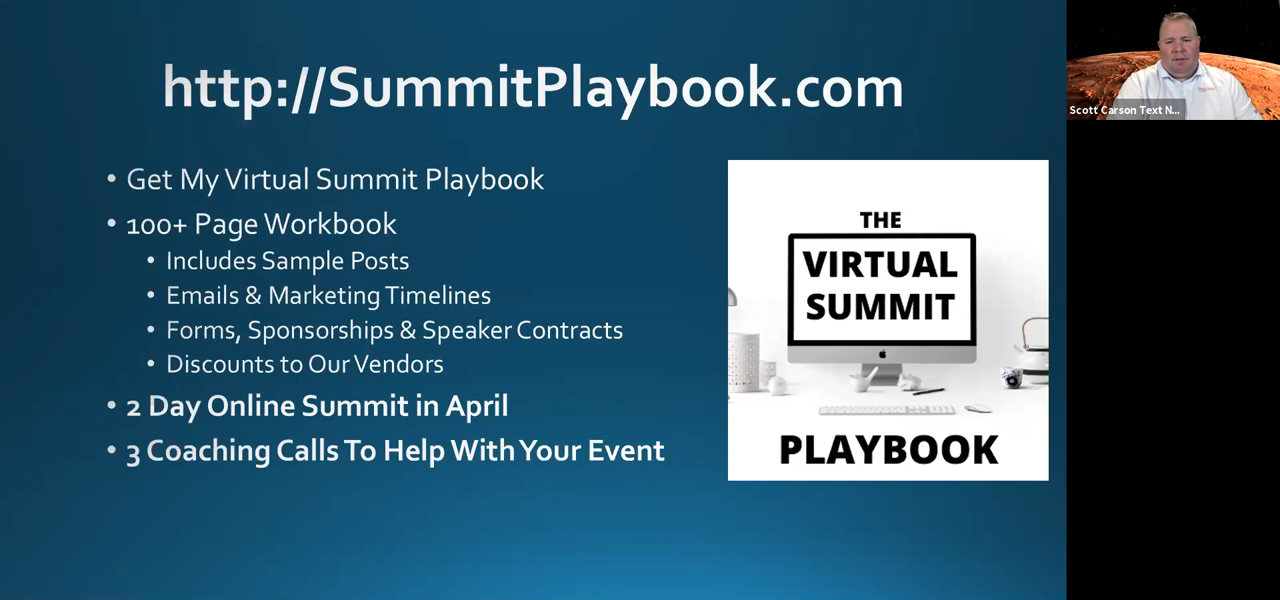 http://SummitPlaybook.com
Scott Carson Text N...
• Get My Virtual Summit Playbook
• 100+ Page Workbook
• Includes Sample Posts
• Emails & Marketing Timelines
• Forms, Sponsorships & Speaker Contracts
• Discounts to Our Vendors
• 2 Day Online Summit in April
• 3 Coaching Calls To Help With Your Event
THE
VIRTUAL
SUMMIT
PLAYBOOK